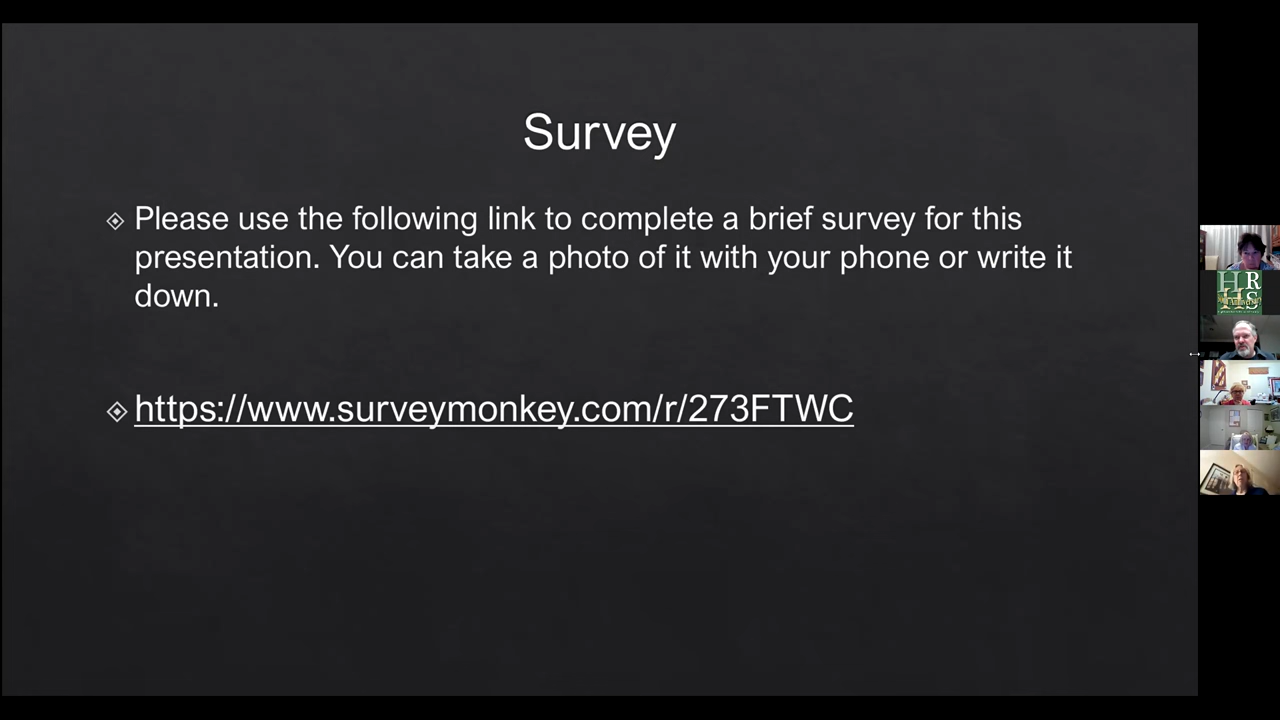 Survey
Please use the following link to complete a brief survey for this
presentation. You can take a photo of it with your phone or write it
down.
https://www.surveymonkey.com/r/273FTWC
H R
H S